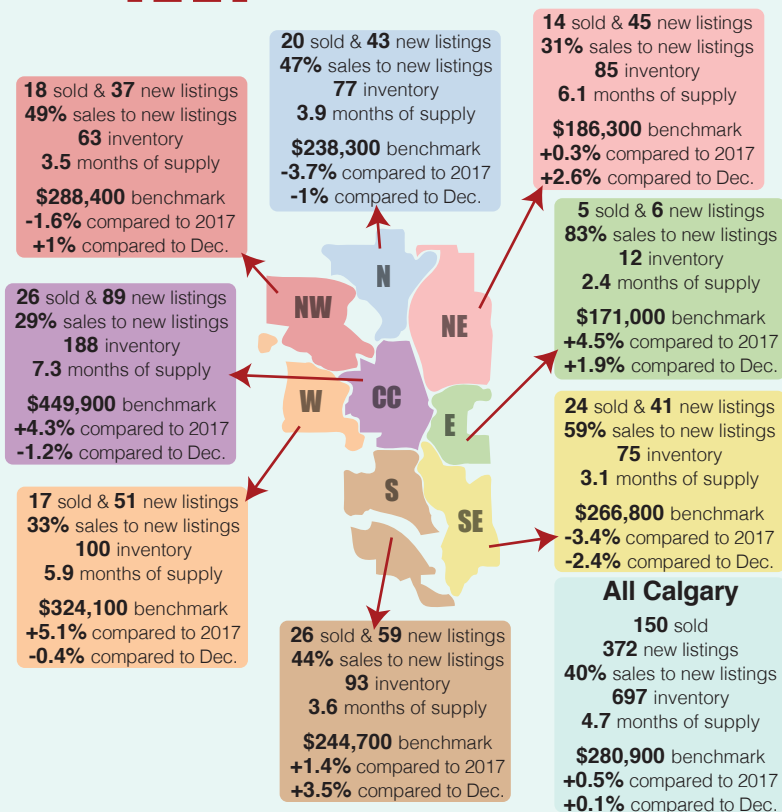 20 sold & 43 new listings
47% sales to new listings
77 inventory
3.9 months of supply
$238,300 benchmark
-3.7% compared to 2017
-1% compared to Dec.
14 sold & 45 new listings
31% sales to new listings
85 inventory
6.1 months of supply
$186,300 benchmark
+0.3% compared to 2017
+2.6% compared to Dec.
18 sold & 37 new listings
49% sales to new listings
63 inventory
3.5 months of supply
$288,400 benchmark
-1.6% compared to 2017
+1% compared to Dec.
5 sold & 6 new listings
83% sales to new listings
12 inventory
2.4 months of supply
$171,000 benchmark
+4.5% compared to 2017
+1.9% compared to Dec.
N
NW
NE
W
CC
E
S
SE
26 sold & 89 new listings
29% sales to new listings
188 inventory
7.3 months of supply
$449,900 benchmark
+4.3% compared to 2017
-1.2% compared to Dec.
24 sold & 41 new listings
59% sales to new listings
75 inventory
3.1 months of supply
$266,800 benchmark
-3.4% compared to 2017
-2.4% compared to Dec.
17 sold & 51 new listings
33% sales to new listings
100 inventory
5.9 months of supply
$324,100 benchmark
+5.1% compared to 2017
-0.4% compared to Dec.
26 sold & 59 new listings
44% sales to new listings
93 inventory
3.6 months of supply
$244,700 benchmark
+1.4% compared to 2017
+3.5% compared to Dec.
All Calgary
150 sold
372 new listings
40% sales to new listings
697 inventory
4.7 months of supply
$280,900 benchmark
+0.5% compared to 2017
+0.1% compared to Dec.